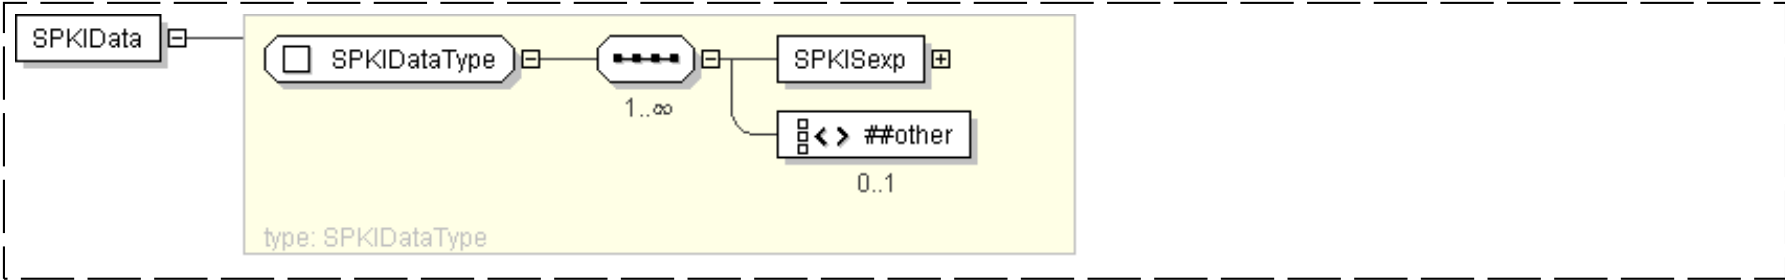 SPKIData
SPKIDataType
SPKISexp
1..∞
##other
0..1
type: SPKIDataType